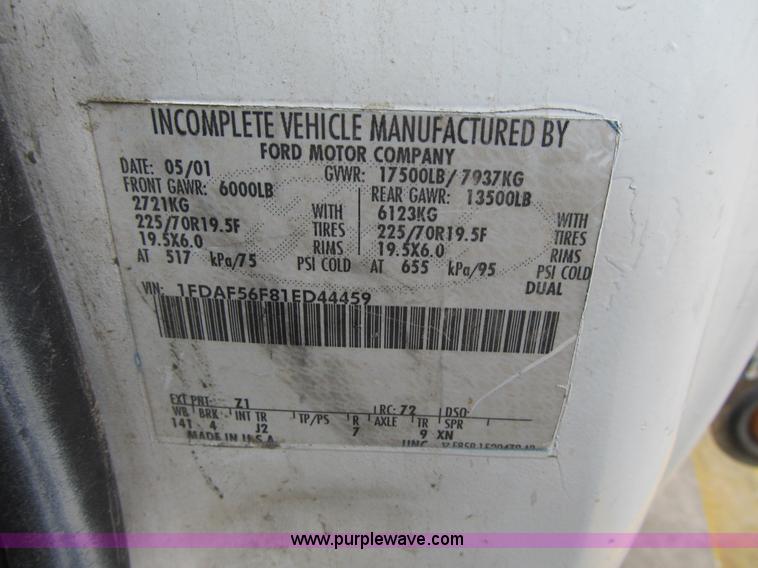 INCOMPLETE VEHICLE MANUFACTURED BY
FORD MOTOR COMPANY
DATE: 05/01 GVWR: 17500LB / 7937KG
FRONT GAWR: 6000LB REAR GAWR: 13500LB
2721KG WITH 6123KG WITH
225/70R19.5F TIRES 225/70R19.5F TIRES
19.5X6.0 RIMS 19.5X6.0 RIMS
AT 517 kPa/75 PSI COLD AT 655 kPa/95 PSI COLD
DUAL
VIN: 1FDAF56F81ED44459
EXT PNT: Z1 RC: 72 DSO:
WB BRK INT TR TP/PS R AXLE TR SPR
141 4 J2 7 9 XN
MADE IN U.S.A.
www.purplewave.com